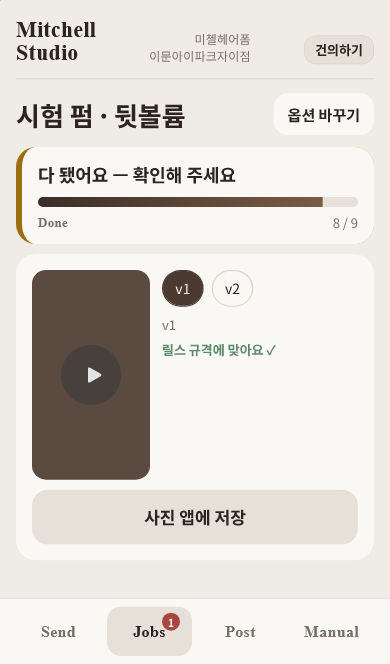 Mitchell
Studio
미젤헤어폼
이문아이파크자이점
건의하기
시험 펌 · 뒷볼륨
옵션 바꾸기
다 됐어요 — 확인해 주세요
Done
8 / 9
v1
v2
v1
릴스 규격에 맞아요 ✓
사진 앱에 저장
Send
Jobs
1
Post
Manual